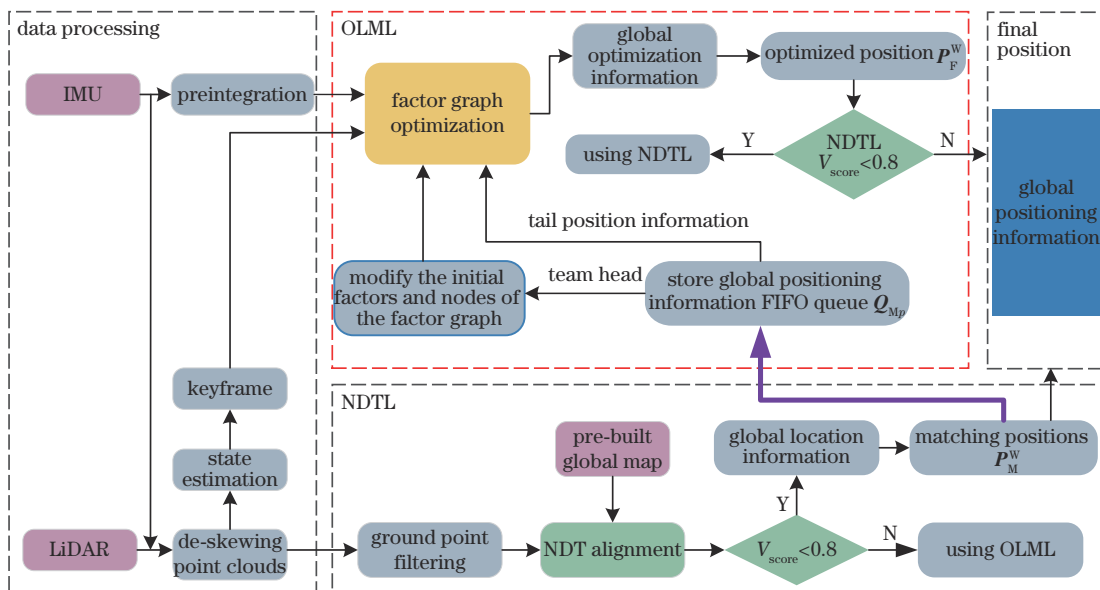 data processing
IMU
preintegration
keyframe
state
estimation
LiDAR
de-skewing
point clouds
OLML
factor graph
optimization
global
optimization
information
optimized position P_F^W
using NDTL
Y
NDTL
V_score<0.8
N
tail position information
team head
modify the initial
factors and nodes of
the factor graph
store global positioning
information FIFO queue Q_Mp
final
position
global
positioning
information
NDTL
pre-built
global map
global location
information
matching positions
P_M^W
ground point
filtering
NDT alignment
Y
V_score<0.8
N
using OLML